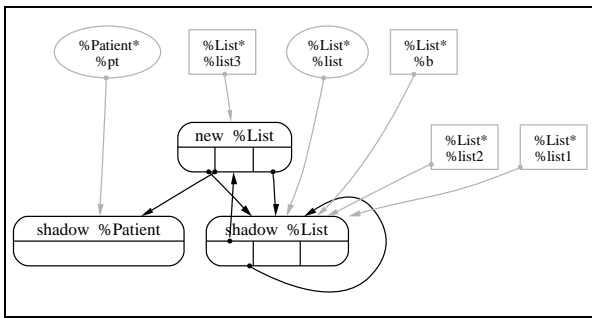 %Patient*
%pt
%List*
%list3
%List*
%list
%List*
%b
%List*
%list2
%List*
%list1
new %List
shadow %Patient
shadow %List